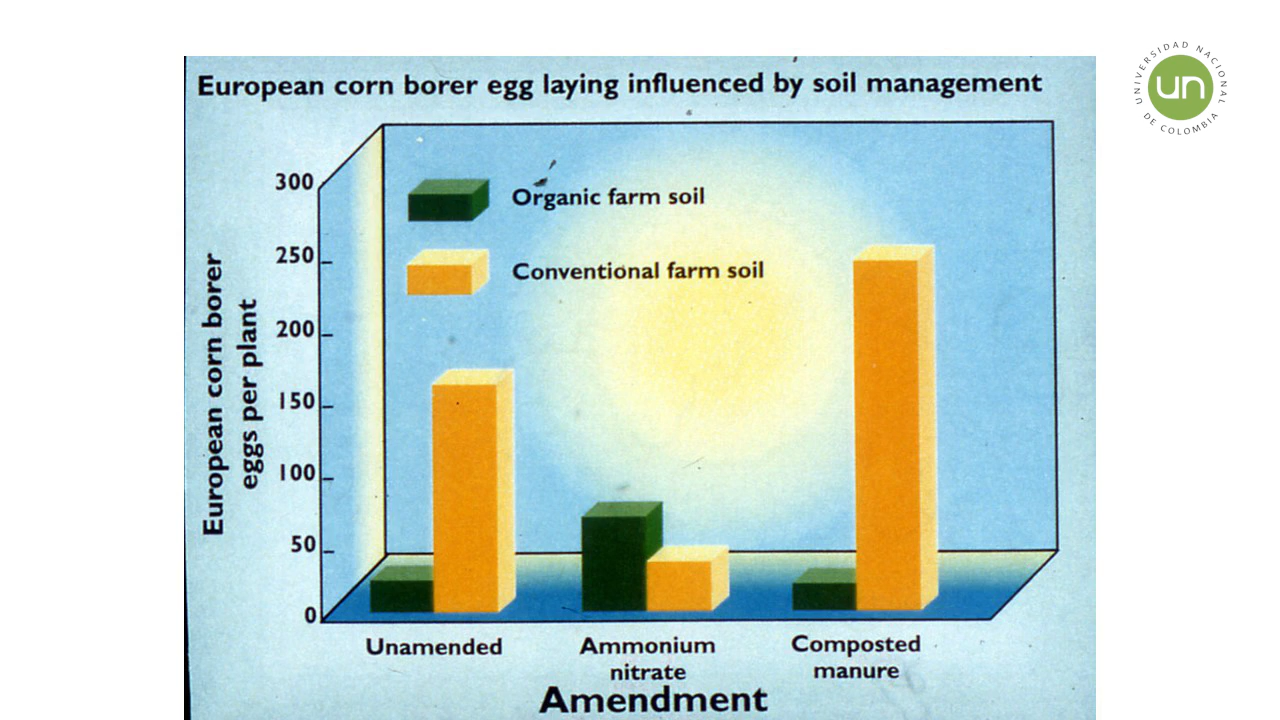 European corn borer egg laying influenced by soil management
UNIVERSIDAD NACIONAL
DE COLOMBIA
un
Organic farm soil
Conventional farm soil
European corn borer
eggs per plant
300
250
200
150
100
50
0
Unamended
Ammonium
nitrate
Composted
manure
Amendment